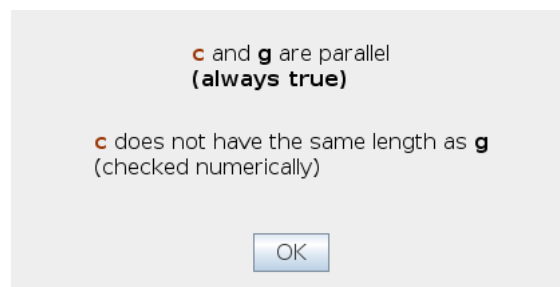 c and g are parallel
(always true)
c does not have the same length as g
(checked numerically)
OK